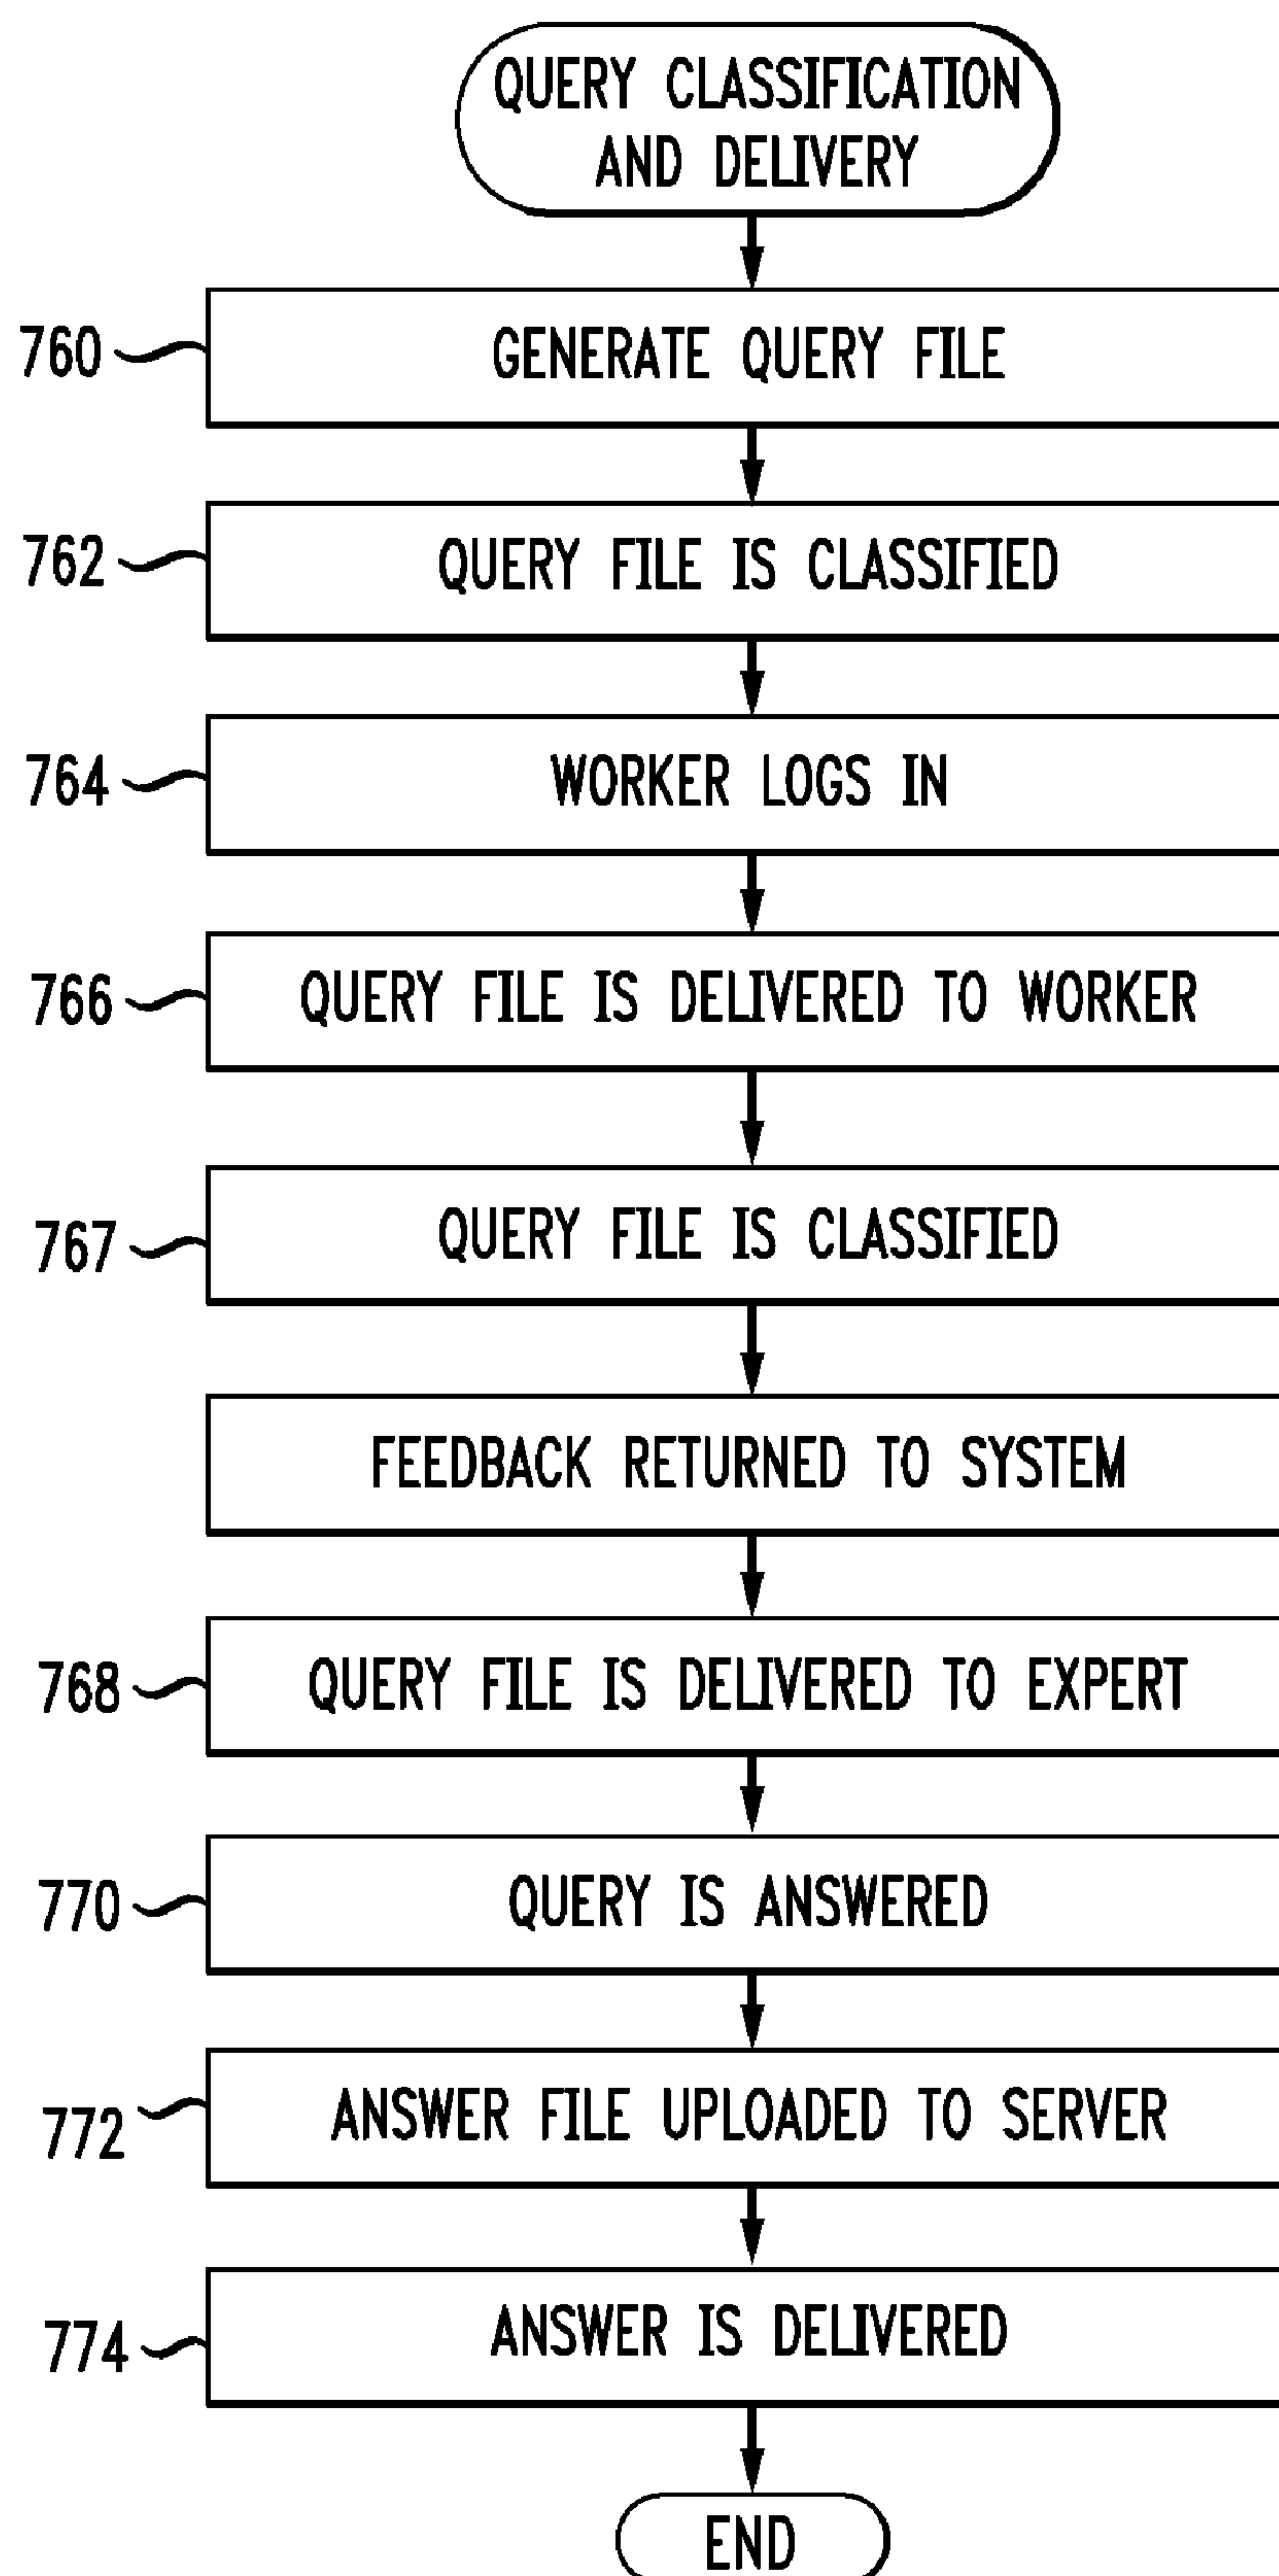 QUERY CLASSIFICATION
AND DELIVERY
760
GENERATE QUERY FILE
762
QUERY FILE IS CLASSIFIED
764
WORKER LOGS IN
766
QUERY FILE IS DELIVERED TO WORKER
767
QUERY FILE IS CLASSIFIED
FEEDBACK RETURNED TO SYSTEM
768
QUERY FILE IS DELIVERED TO EXPERT
770
QUERY IS ANSWERED
772
ANSWER FILE UPLOADED TO SERVER
774
ANSWER IS DELIVERED
END